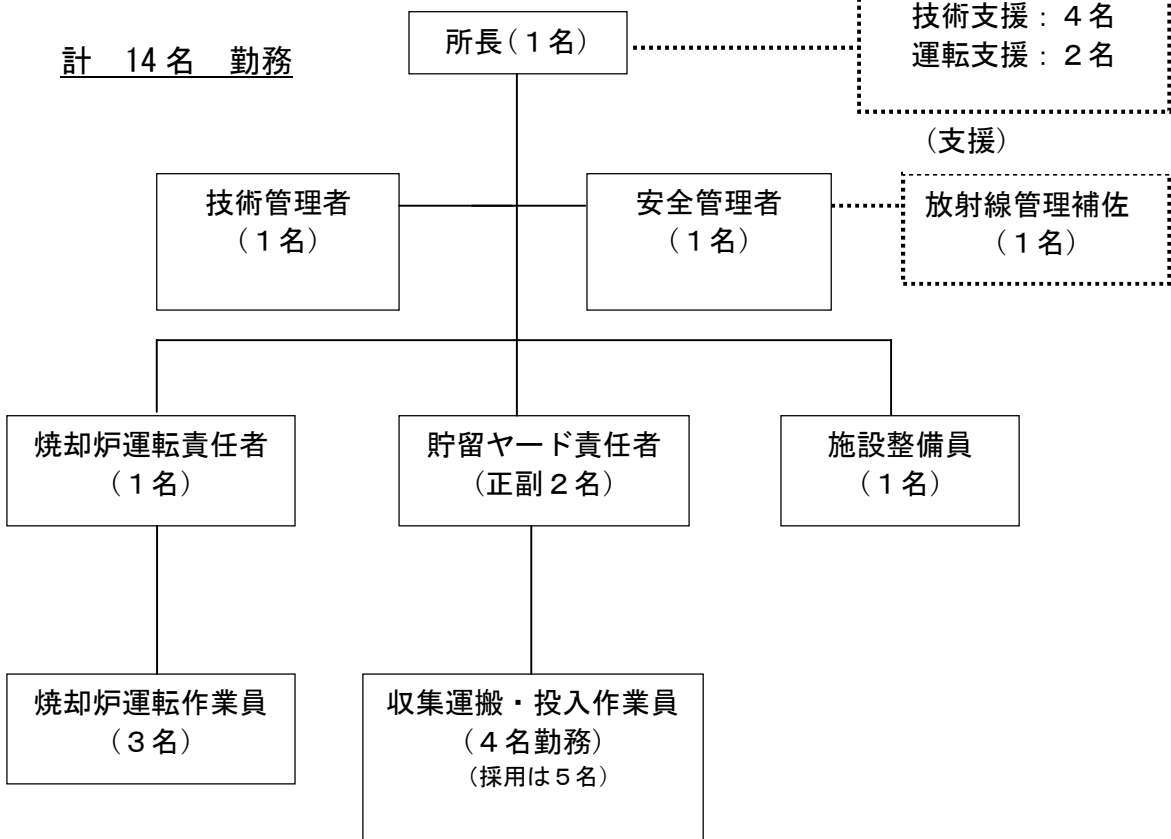 計　14名　勤務
所長（１名）
技術支援：４名
運転支援：２名
（支援）
技術管理者
（１名）
安全管理者
（１名）
放射線管理補佐
（１名）
焼却炉運転責任者
（１名）
貯留ヤード責任者
（正副２名）
施設整備員
（１名）
焼却炉運転作業員
（３名）
収集運搬・投入作業員
（４名勤務）
（採用は５名）